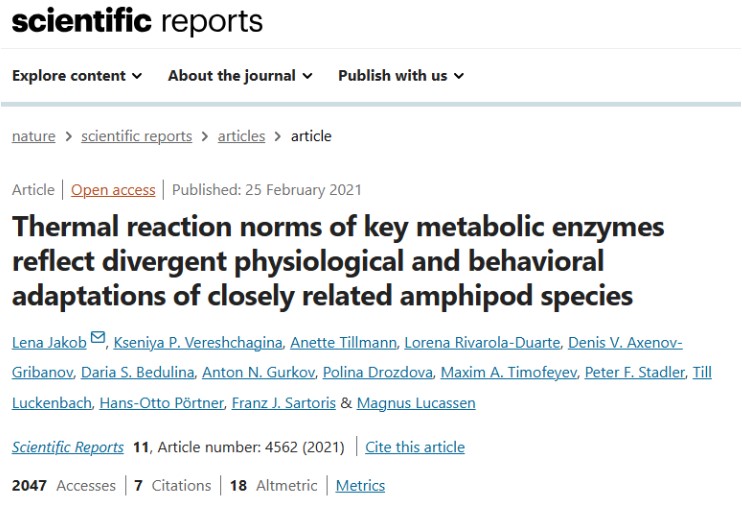 scientific reports
Explore content About the journal Publish with us
nature > scientific reports > articles > article
Article | Open access | Published: 25 February 2021
Thermal reaction norms of key metabolic enzymes
reflect divergent physiological and behavioral
adaptations of closely related amphipod species
Lena Jakob, Kseniya P. Vereshchagina, Anette Tillmann, Lorena Rivarola-Duarte, Denis V. Axenov-
Gribanov, Daria S. Bedulina, Anton N. Gurkov, Polina Drozdova, Maxim A. Timofeyev, Peter F. Stadler, Till
Luckenbach, Hans-Otto Pörtner, Franz J. Sartoris & Magnus Lucassen
Scientific Reports 11, Article number: 4562 (2021) | Cite this article
2047 Accesses | 7 Citations | 18 Altmetric | Metrics